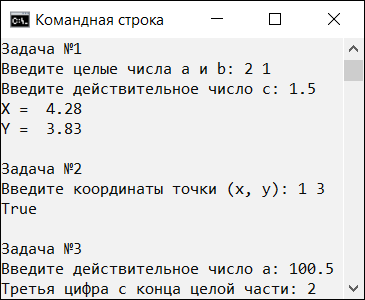 Командная строка
Задача №1
Введите целые числа a и b: 2 1
Введите действительное число c: 1.5
X =  4.28
Y =  3.83
Задача №2
Введите координаты точки (x, y): 1 3
True
Задача №3
Введите действительное число a: 100.5
Третья цифра с конца целой части: 2